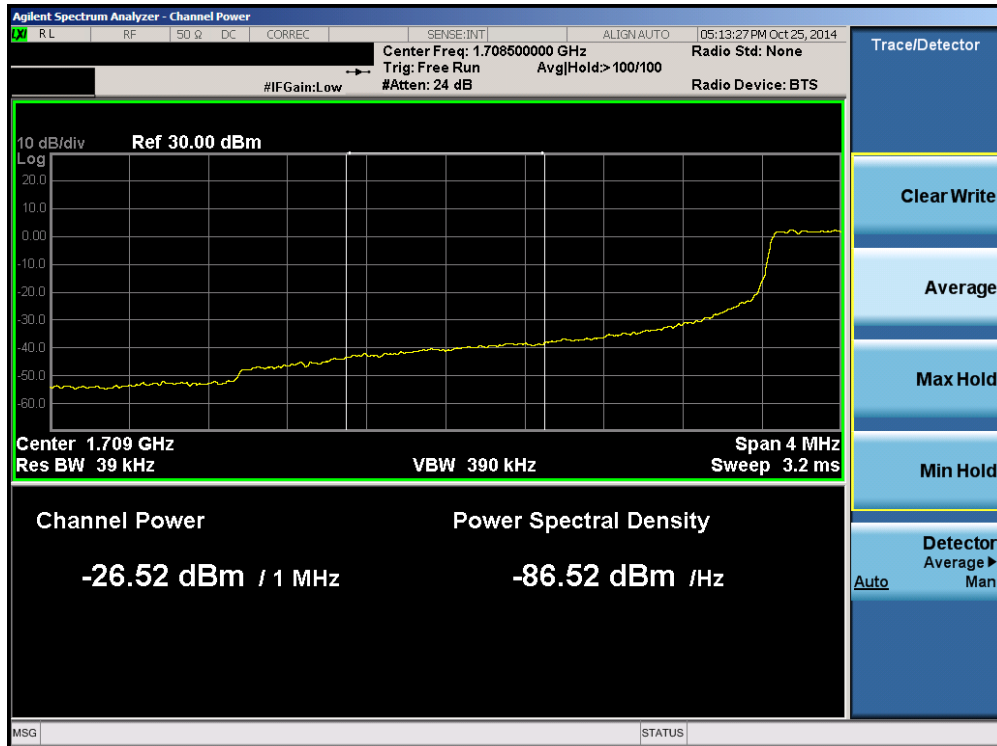 Agilent Spectrum Analyzer - Channel Power
LXI RL RF 50 Ω DC CORREC SENSE:INT ALIGN AUTO 05:13:27 PM Oct 25, 2014
Center Freq: 1.708500000 GHz Radio Std: None
Trig: Free Run Avg|Hold:>100/100
#IFGain:Low #Atten: 24 dB Radio Device: BTS
Trace/Detector
10 dB/div Ref 30.00 dBm
Log
20.0
10.0
0.00
-10.0
-20.0
-30.0
-40.0
-50.0
-60.0
Center 1.709 GHz Span 4 MHz
Res BW 39 kHz VBW 390 kHz Sweep 3.2 ms
Channel Power Power Spectral Density
-26.52 dBm / 1 MHz -86.52 dBm /Hz
Clear Write
Average
Max Hold
Min Hold
Detector
Average▶
Auto Man
MSG STATUS